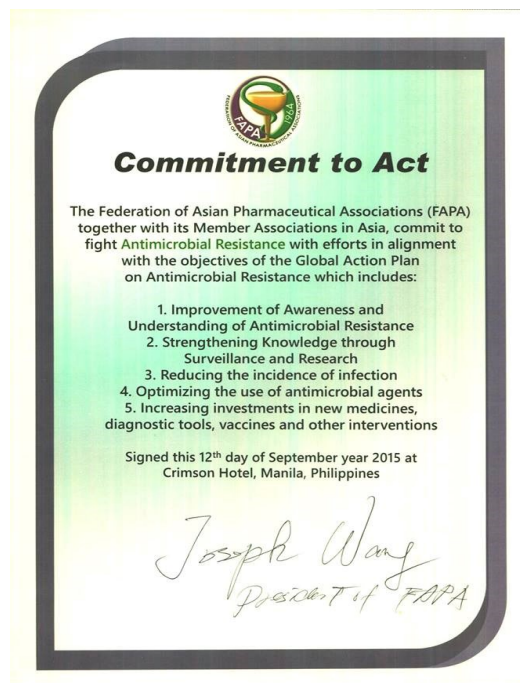 FEDERATION OF ASIAN PHARMACEUTICAL ASSOCIATIONS
FAPA 1964
Commitment to Act
The Federation of Asian Pharmaceutical Associations (FAPA)
together with its Member Associations in Asia, commit to
fight Antimicrobial Resistance with efforts in alignment
with the objectives of the Global Action Plan
on Antimicrobial Resistance which includes:
1. Improvement of Awareness and
Understanding of Antimicrobial Resistance
2. Strengthening Knowledge through
Surveillance and Research
3. Reducing the incidence of infection
4. Optimizing the use of antimicrobial agents
5. Increasing investments in new medicines,
diagnostic tools, vaccines and other interventions
Signed this 12th day of September year 2015 at
Crimson Hotel, Manila, Philippines
Joseph Wang
President of FAPA